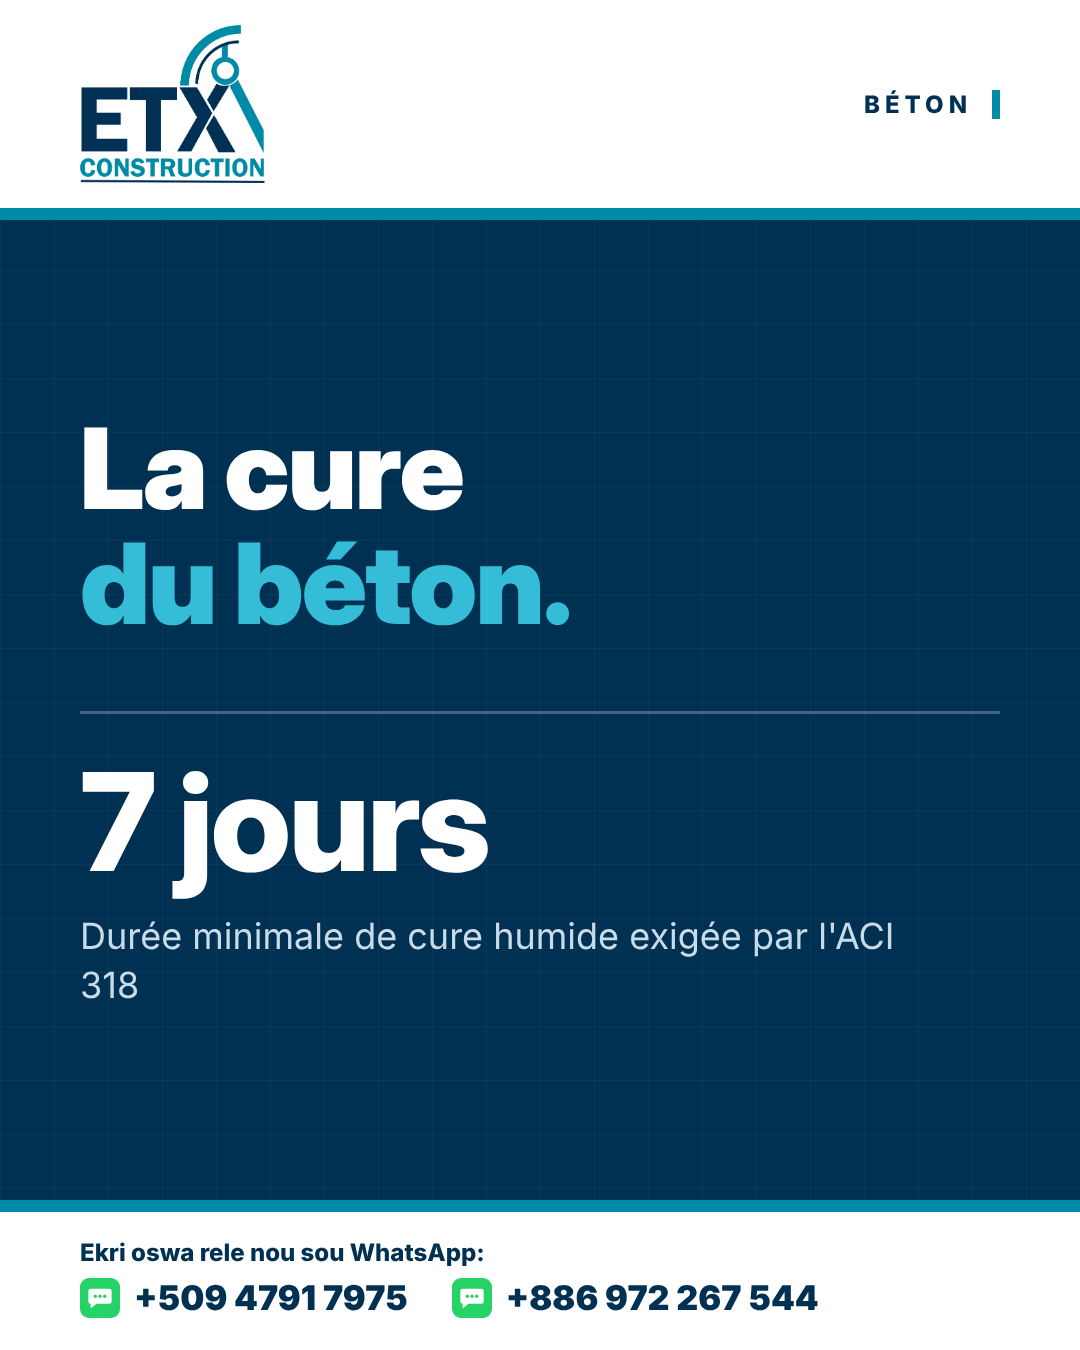 ETX
CONSTRUCTION
BÉTON
La cure
du béton.
7 jours
Durée minimale de cure humide exigée par l'ACI
318
Ekri oswa rele nou sou WhatsApp:
+509 4791 7975 +886 972 267 544